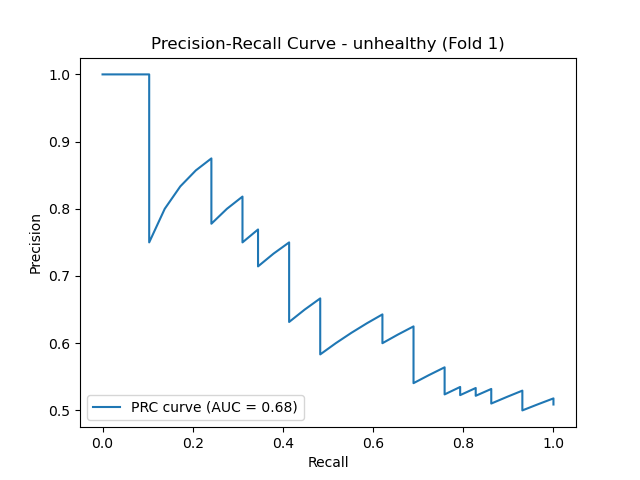 Precision-Recall Curve - unhealthy (Fold 1)
1.0
0.9
0.8
0.7
0.6
0.5
Precision
PRC curve (AUC = 0.68)
0.0 0.2 0.4 0.6 0.8 1.0
Recall